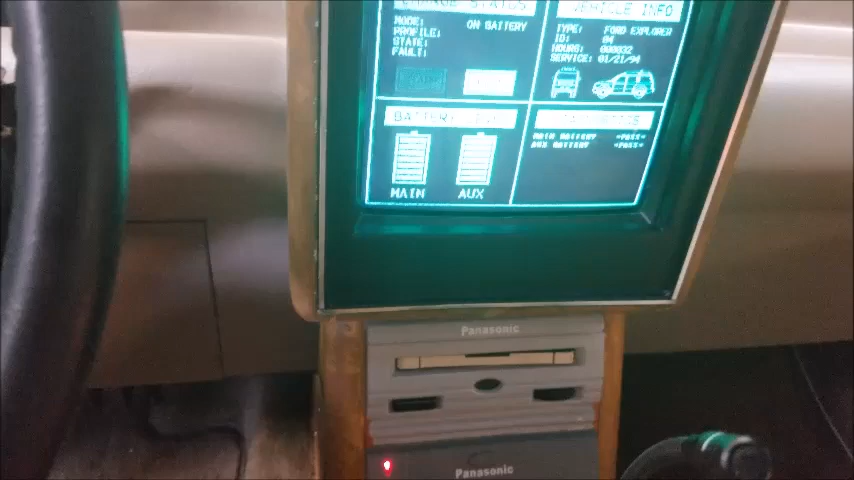 CHARGE STATUS
MODE: ON BATTERY
PROFILE:
STATE:
FAULT:
VEHICLE INFO
TYPE: FORD EXPLORER
ID: 04
HOURS: 000032
SERVICE: 01/21/94
BATTERY
MAIN AUX
MAIN BATTERY -PASS-
AUX BATTERY -PASS-
Panasonic
Panasonic